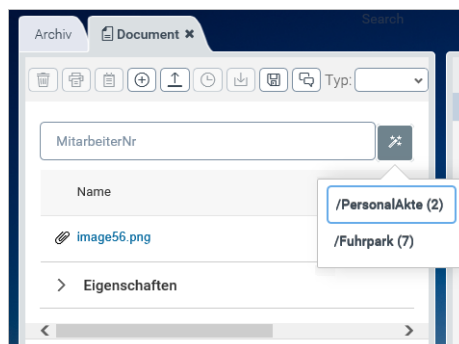 Search
Archiv
Document
Typ:
MitarbeiterNr
Name
/PersonalAkte (2)
image56.png
/Fuhrpark (7)
Eigenschaften